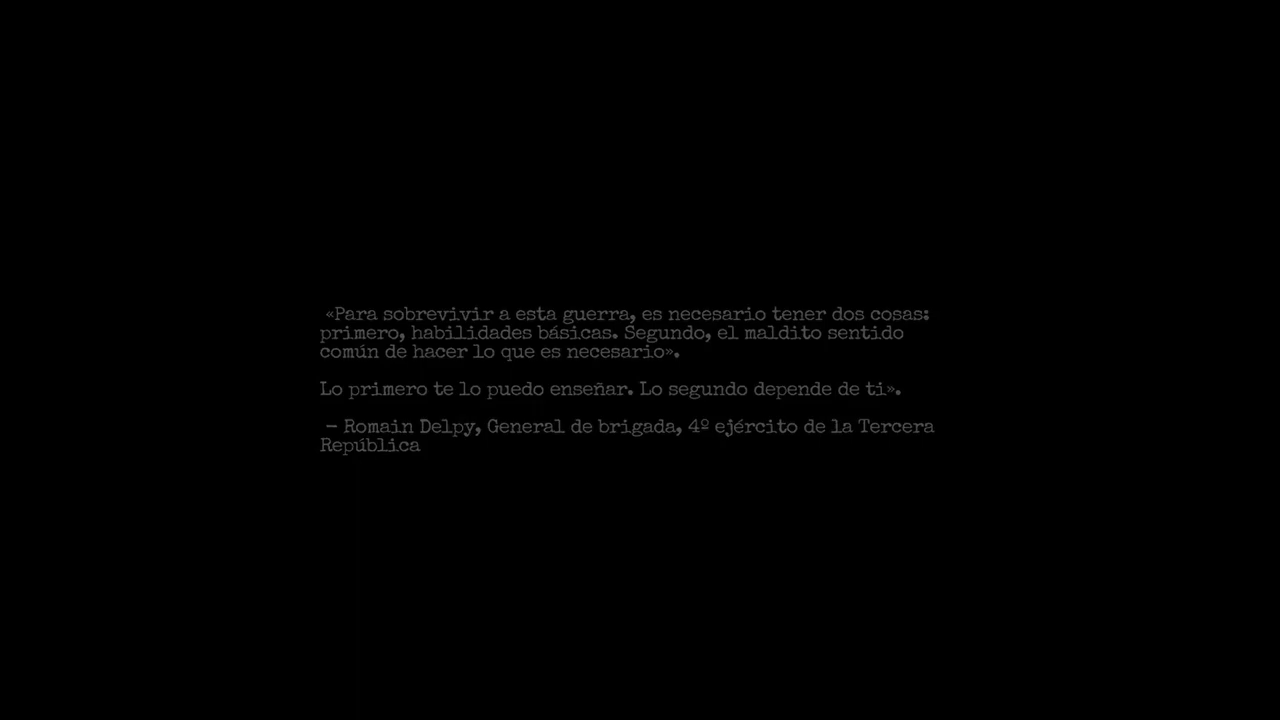 «Para sobrevivir a esta guerra, es necesario tener dos cosas:
primero, habilidades básicas. Segundo, el maldito sentido
común de hacer lo que es necesario».
Lo primero te lo puedo enseñar. Lo segundo depende de ti».
- Romain Delpy, General de brigada, 4º ejército de la Tercera
República